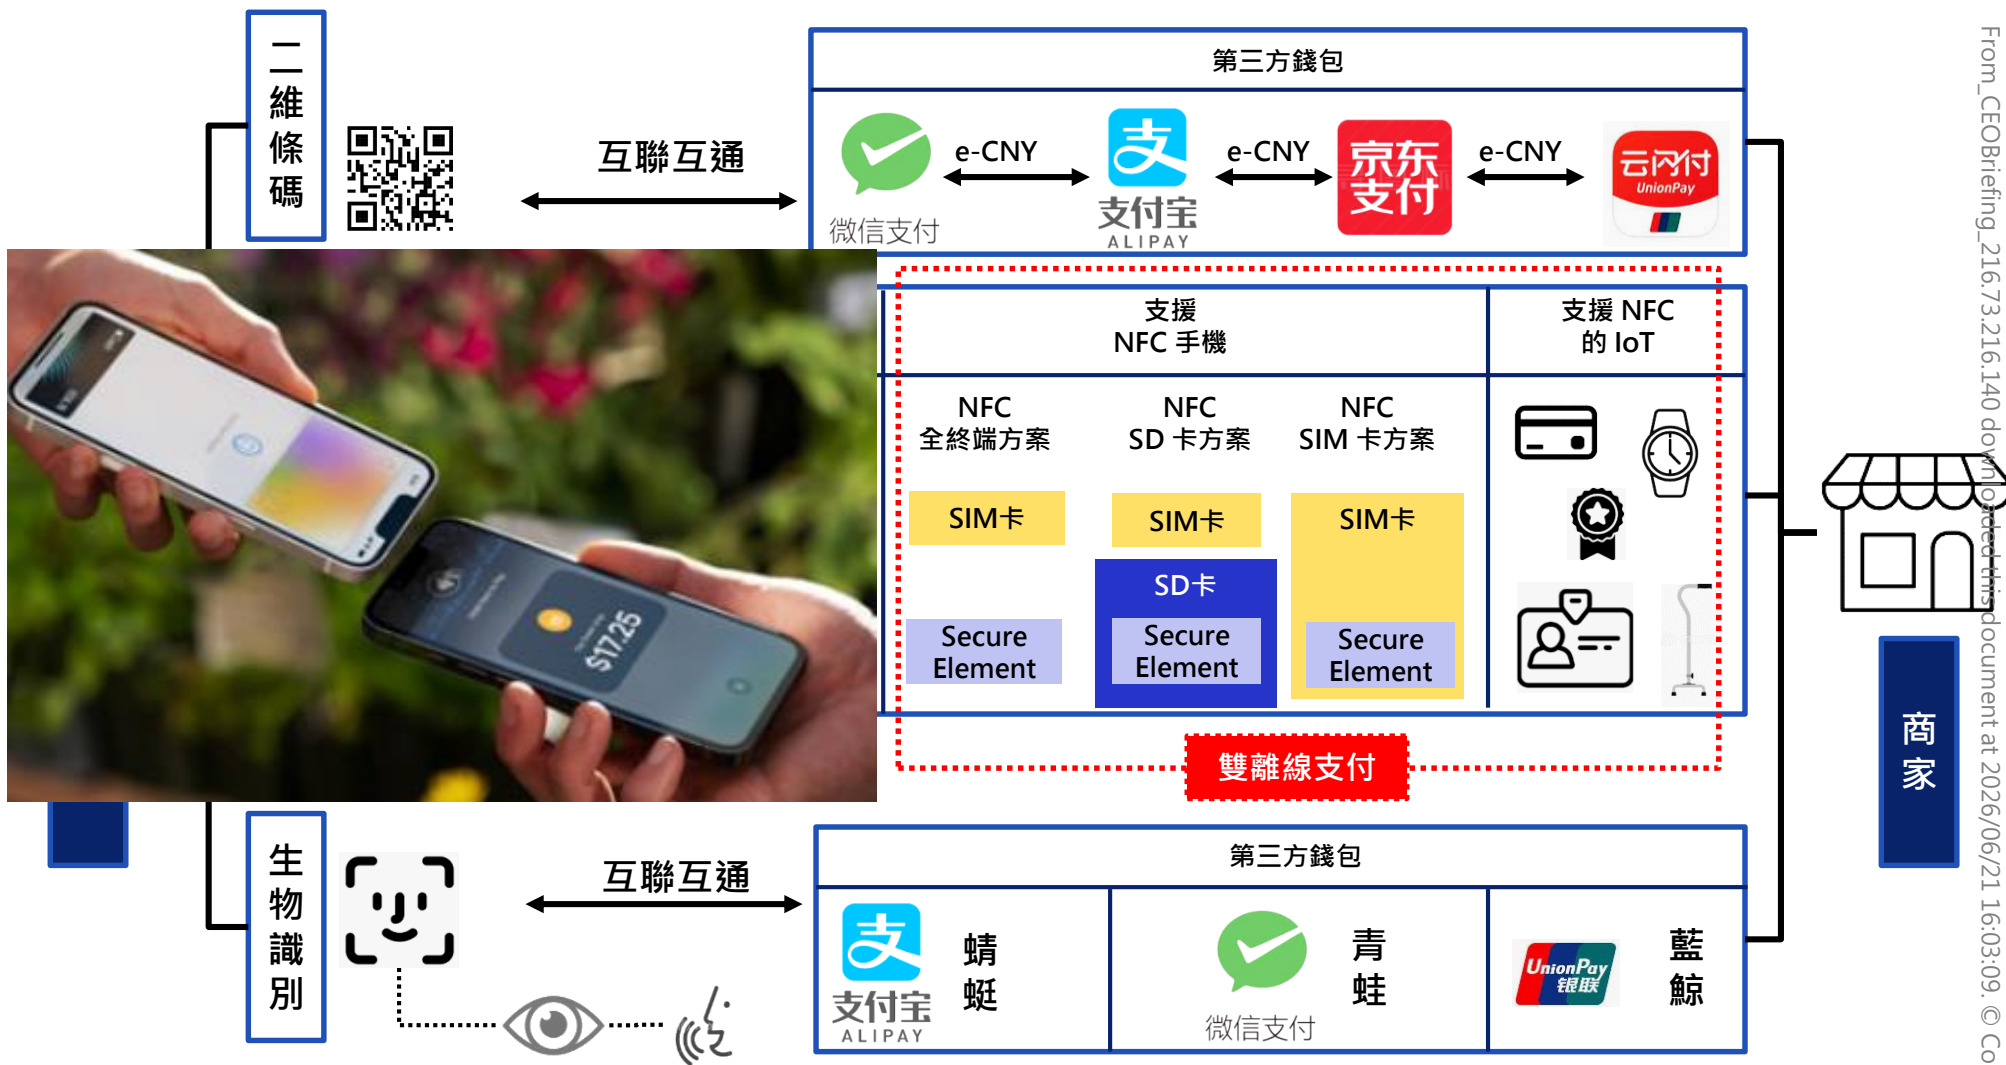 二維條碼
互聯互通
第三方錢包
微信支付
e-CNY
支
支付宝
ALIPAY
e-CNY
京东
支付
e-CNY
云闪付
UnionPay
支援
NFC 手機
支援 NFC
的 IoT
NFC
全終端方案
NFC
SD 卡方案
NFC
SIM 卡方案
SIM卡
SIM卡
SIM卡
SD卡
Secure
Element
Secure
Element
Secure
Element
$17.25
雙離線支付
商家
生物識別
互聯互通
第三方錢包
支
支付宝
ALIPAY
蜻蜓
微信支付
青蛙
UnionPay
银联
藍鯨
From_CEOBriefing_216.73.216.140 downloaded this document at 2026/06/21 16:03:09. © Co